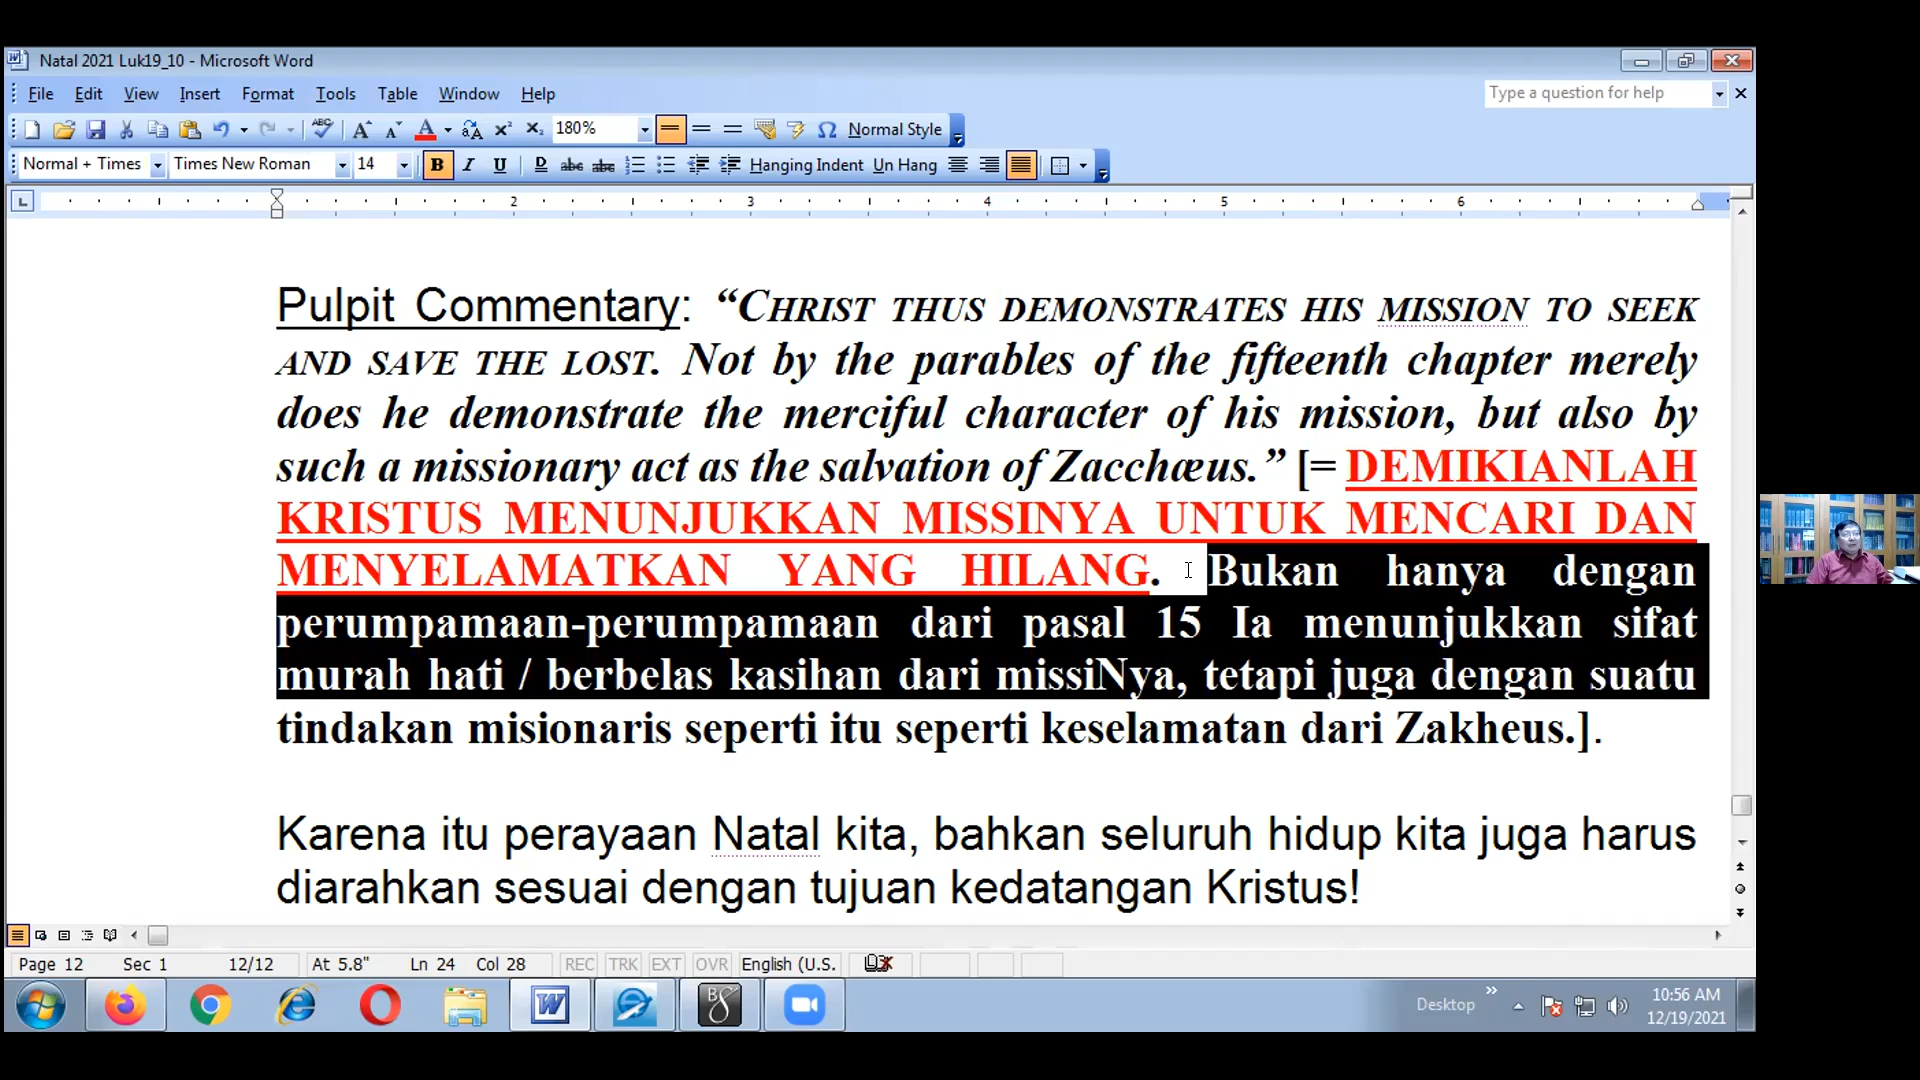 Natal 2021 Luk19_10 - Microsoft Word
File Edit View Insert Format Tools Table Window Help
Type a question for help
180%
Normal Style
Normal + Times
Times New Roman
14
B I U
Hanging Indent Un Hang
2 3 4 5 6
Pulpit Commentary: “CHRIST THUS DEMONSTRATES HIS MISSION TO SEEK
AND SAVE THE LOST. Not by the parables of the fifteenth chapter merely
does he demonstrate the merciful character of his mission, but also by
such a missionary act as the salvation of Zacchæus.” [= DEMIKIANLAH
KRISTUS MENUNJUKKAN MISSINYA UNTUK MENCARI DAN
MENYELAMATKAN YANG HILANG. Bukan hanya dengan
perumpamaan-perumpamaan dari pasal 15 Ia menunjukkan sifat
murah hati / berbelas kasihan dari missiNya, tetapi juga dengan suatu
tindakan misionaris seperti itu seperti keselamatan dari Zakheus.].
Karena itu perayaan Natal kita, bahkan seluruh hidup kita juga harus
diarahkan sesuai dengan tujuan kedatangan Kristus!
Page 12 Sec 1 12/12 At 5.8" Ln 24 Col 28 REC TRK EXT OVR English (U.S.
Desktop
10:56 AM
12/19/2021